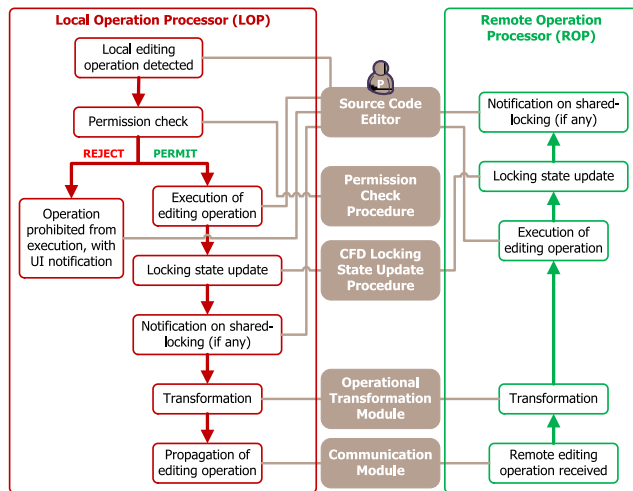 Local Operation Processor (LOP)
Local editing
operation detected
Permission check
REJECT
PERMIT
Operation
prohibited from
execution, with
UI notification
Execution of
editing operation
Locking state update
Notification on shared-
locking (if any)
Transformation
Propagation of
editing operation
P
Source Code
Editor
Permission
Check
Procedure
CFD Locking
State Update
Procedure
Operational
Transformation
Module
Communication
Module
Remote Operation
Processor (ROP)
Notification on shared-
locking (if any)
Locking state update
Execution of
editing operation
Transformation
Remote editing
operation received